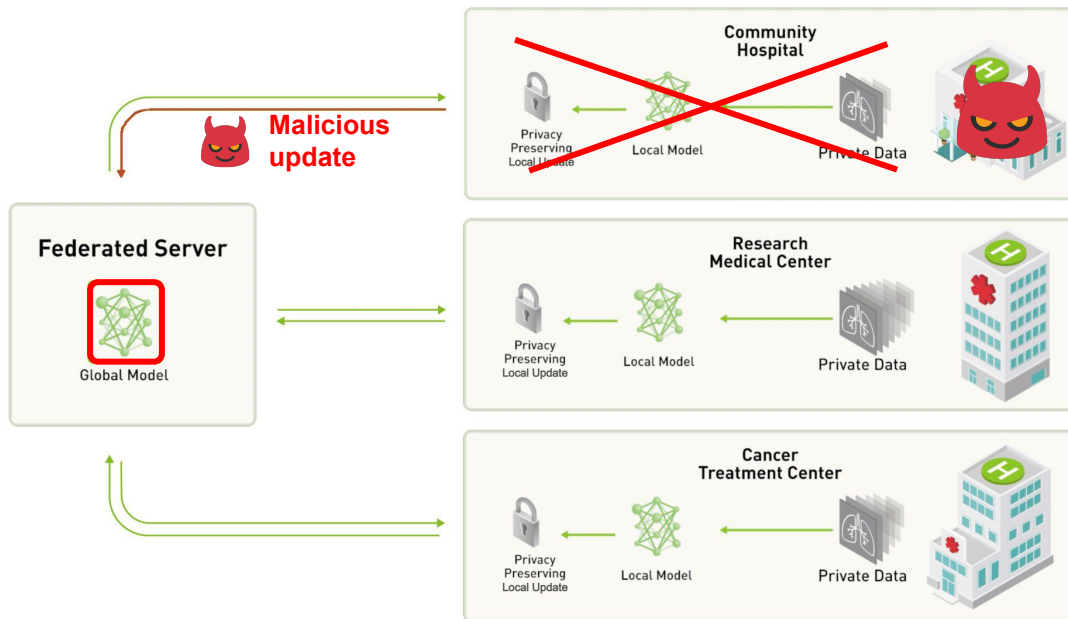 Community
Hospital
Privacy
Preserving
Local Update
Local Model
Private Data
H
Malicious
update
Federated Server
Global Model
Research
Medical Center
Privacy
Preserving
Local Update
Local Model
Private Data
H
Cancer
Treatment Center
Privacy
Preserving
Local Update
Local Model
Private Data
H